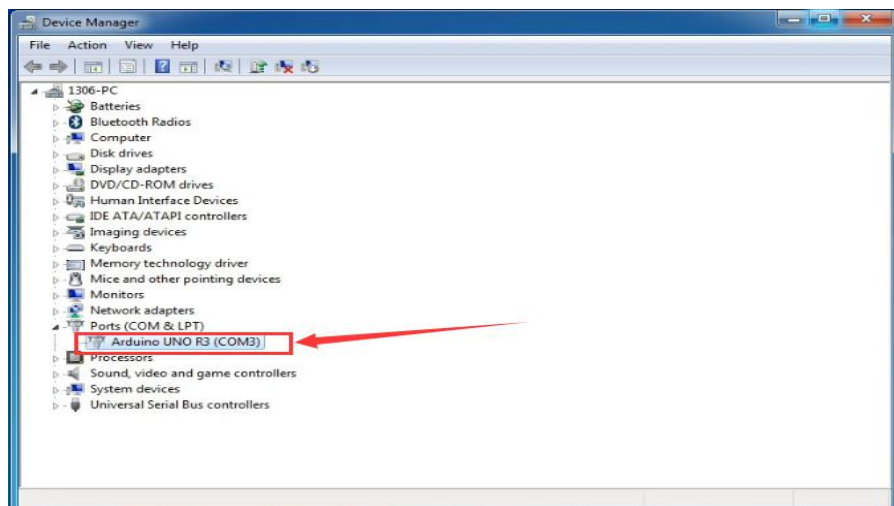 Device Manager
File Action View Help
1306-PC
Batteries
Bluetooth Radios
Computer
Disk drives
Display adapters
DVD/CD-ROM drives
Human Interface Devices
IDE ATA/ATAPI controllers
Imaging devices
Keyboards
Memory technology driver
Mice and other pointing devices
Monitors
Network adapters
Ports (COM & LPT)
Arduino UNO R3 (COM3)
Processors
Sound, video and game controllers
System devices
Universal Serial Bus controllers